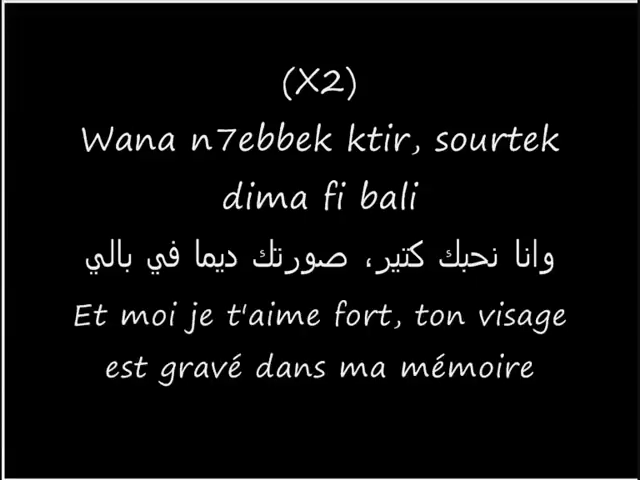 (X2)
Wana n7ebbek ktir, sourtek
dima fi bali
وانا نحبك كتير، صورتك ديما في بالي
Et moi je t'aime fort, ton visage
est gravé dans ma mémoire